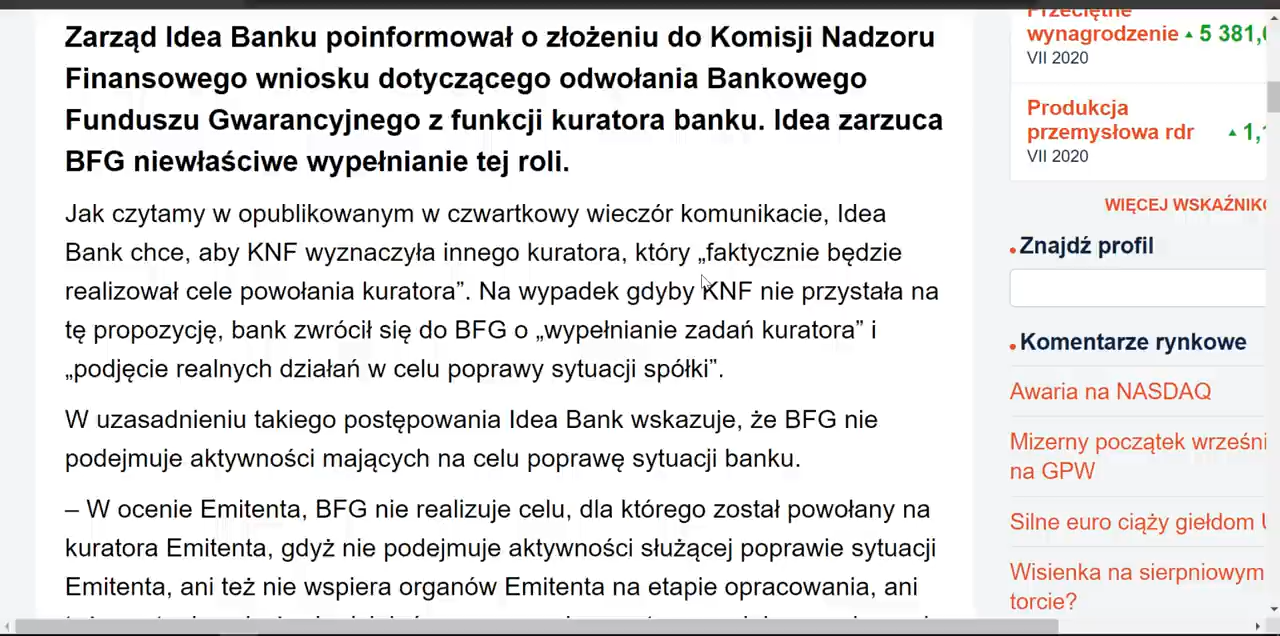 Zarząd Idea Banku poinformował o złożeniu do Komisji Nadzoru
Finansowego wniosku dotyczącego odwołania Bankowego
Funduszu Gwarancyjnego z funkcji kuratora banku. Idea zarzuca
BFG niewłaściwe wypełnianie tej roli.
Jak czytamy w opublikowanym w czwartkowy wieczór komunikacie, Idea
Bank chce, aby KNF wyznaczyła innego kuratora, który „faktycznie będzie
realizował cele powołania kuratora”. Na wypadek gdyby KNF nie przystała na
tę propozycję, bank zwrócił się do BFG o „wypełnianie zadań kuratora” i
„podjęcie realnych działań w celu poprawy sytuacji spółki”.
W uzasadnieniu takiego postępowania Idea Bank wskazuje, że BFG nie
podejmuje aktywności mających na celu poprawę sytuacji banku.
– W ocenie Emitenta, BFG nie realizuje celu, dla którego został powołany na
kuratora Emitenta, gdyż nie podejmuje aktywności służącej poprawie sytuacji
Emitenta, ani też nie wspiera organów Emitenta na etapie opracowania, ani
Przeciętne
wynagrodzenie ▲ 5 381,
VII 2020
Produkcja
przemysłowa rdr ▲ 1,
VII 2020
WIĘCEJ WSKAŹNIK
Znajdź profil
Komentarze rynkowe
Awaria na NASDAQ
Mizerny początek wrześni
na GPW
Silne euro ciąży giełdom
Wisienka na sierpniowym
torcie?